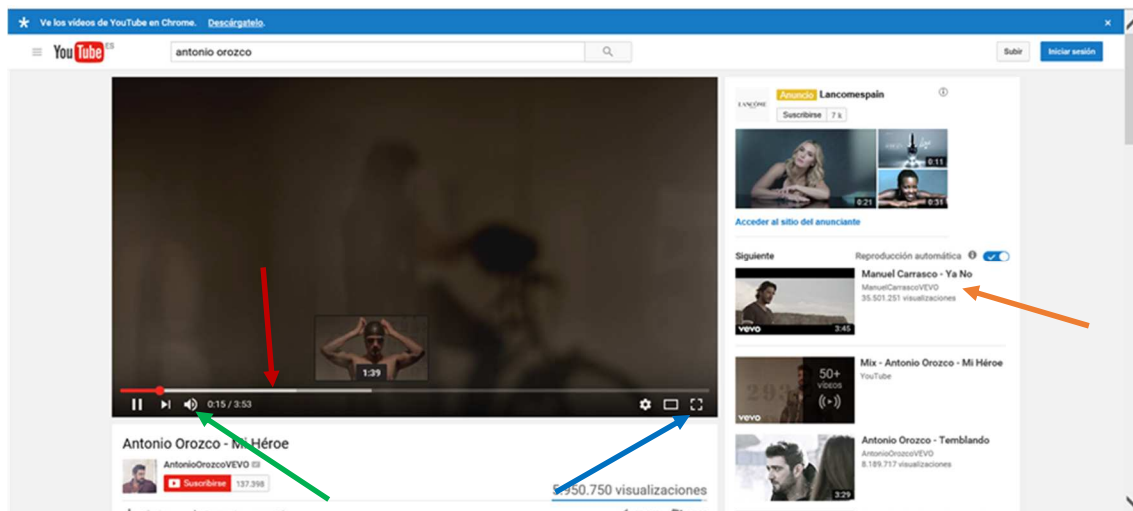 Ve los vídeos de YouTube en Chrome. Descárgatelo.
YouTube ES
antonio orozco
Subir
Iniciar sesión
LANCÔME
Anuncio Lancomespain
Suscribirse 7 k
0:11
0:21
0:31
Acceder al sitio del anunciante
Siguiente
Reproducción automática
Manuel Carrasco - Ya No
ManuelCarrascoVEVO
35.501.251 visualizaciones
vevo
3:45
Mix - Antonio Orozco - Mi Héroe
YouTube
50+
VÍDEOS
vevo
Antonio Orozco - Temblando
AntonioOrozcoVEVO
8.189.717 visualizaciones
3:29
1:39
0:15 / 3:53
Antonio Orozco - Mi Héroe
AntonioOrozcoVEVO
Suscribirse 137.398
5.950.750 visualizaciones